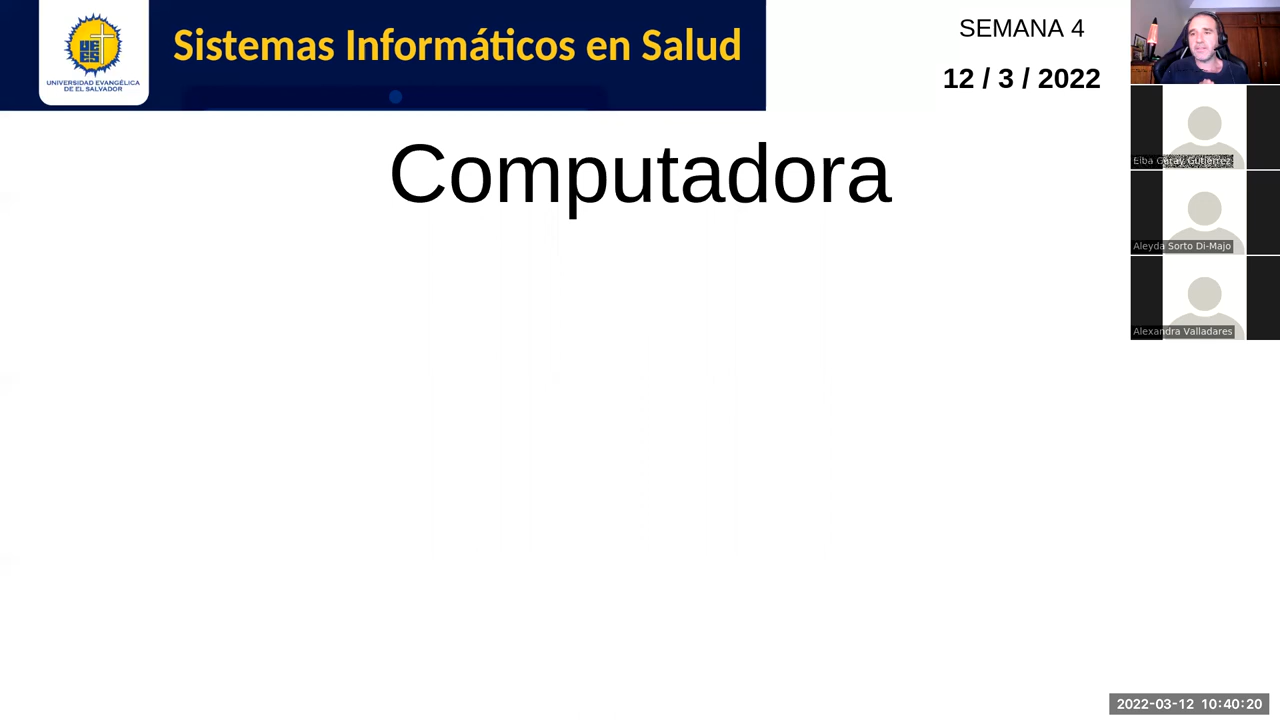 Sistemas Informáticos en Salud
UNIVERSIDAD EVANGÉLICA
DE EL SALVADOR
SEMANA 4
12 / 3 / 2022
Computadora
Elba Garay Gutierrez
Aleyda Sorto Di-Majo
Alexandra Valladares
2022-03-12 10:40:20